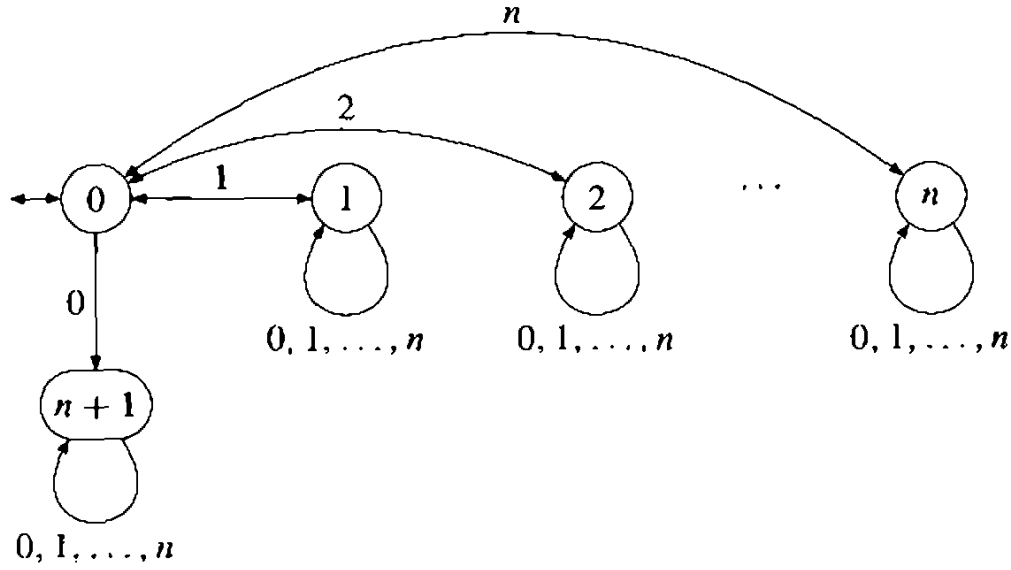 n
2
1
0 1 2 ... n
0
0, 1, ..., n 0, 1, ..., n 0, 1, ..., n
n + 1
0, 1, ..., n